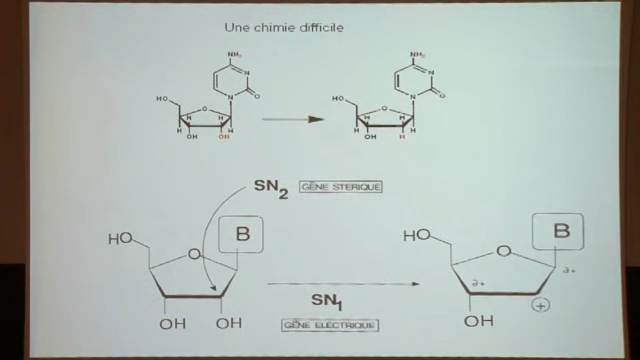 Une chimie difficile
NH₂
N
N
O
HO
O
H
H
H
H
OH
OH
NH₂
N
N
O
HO
O
H
H
H
H
OH
H
SN₂
GÊNE STERIQUE
HO
O
B
OH
OH
SN₁
GÊNE ELECTRIQUE
HO
O
B
∂+
∂+
+
OH